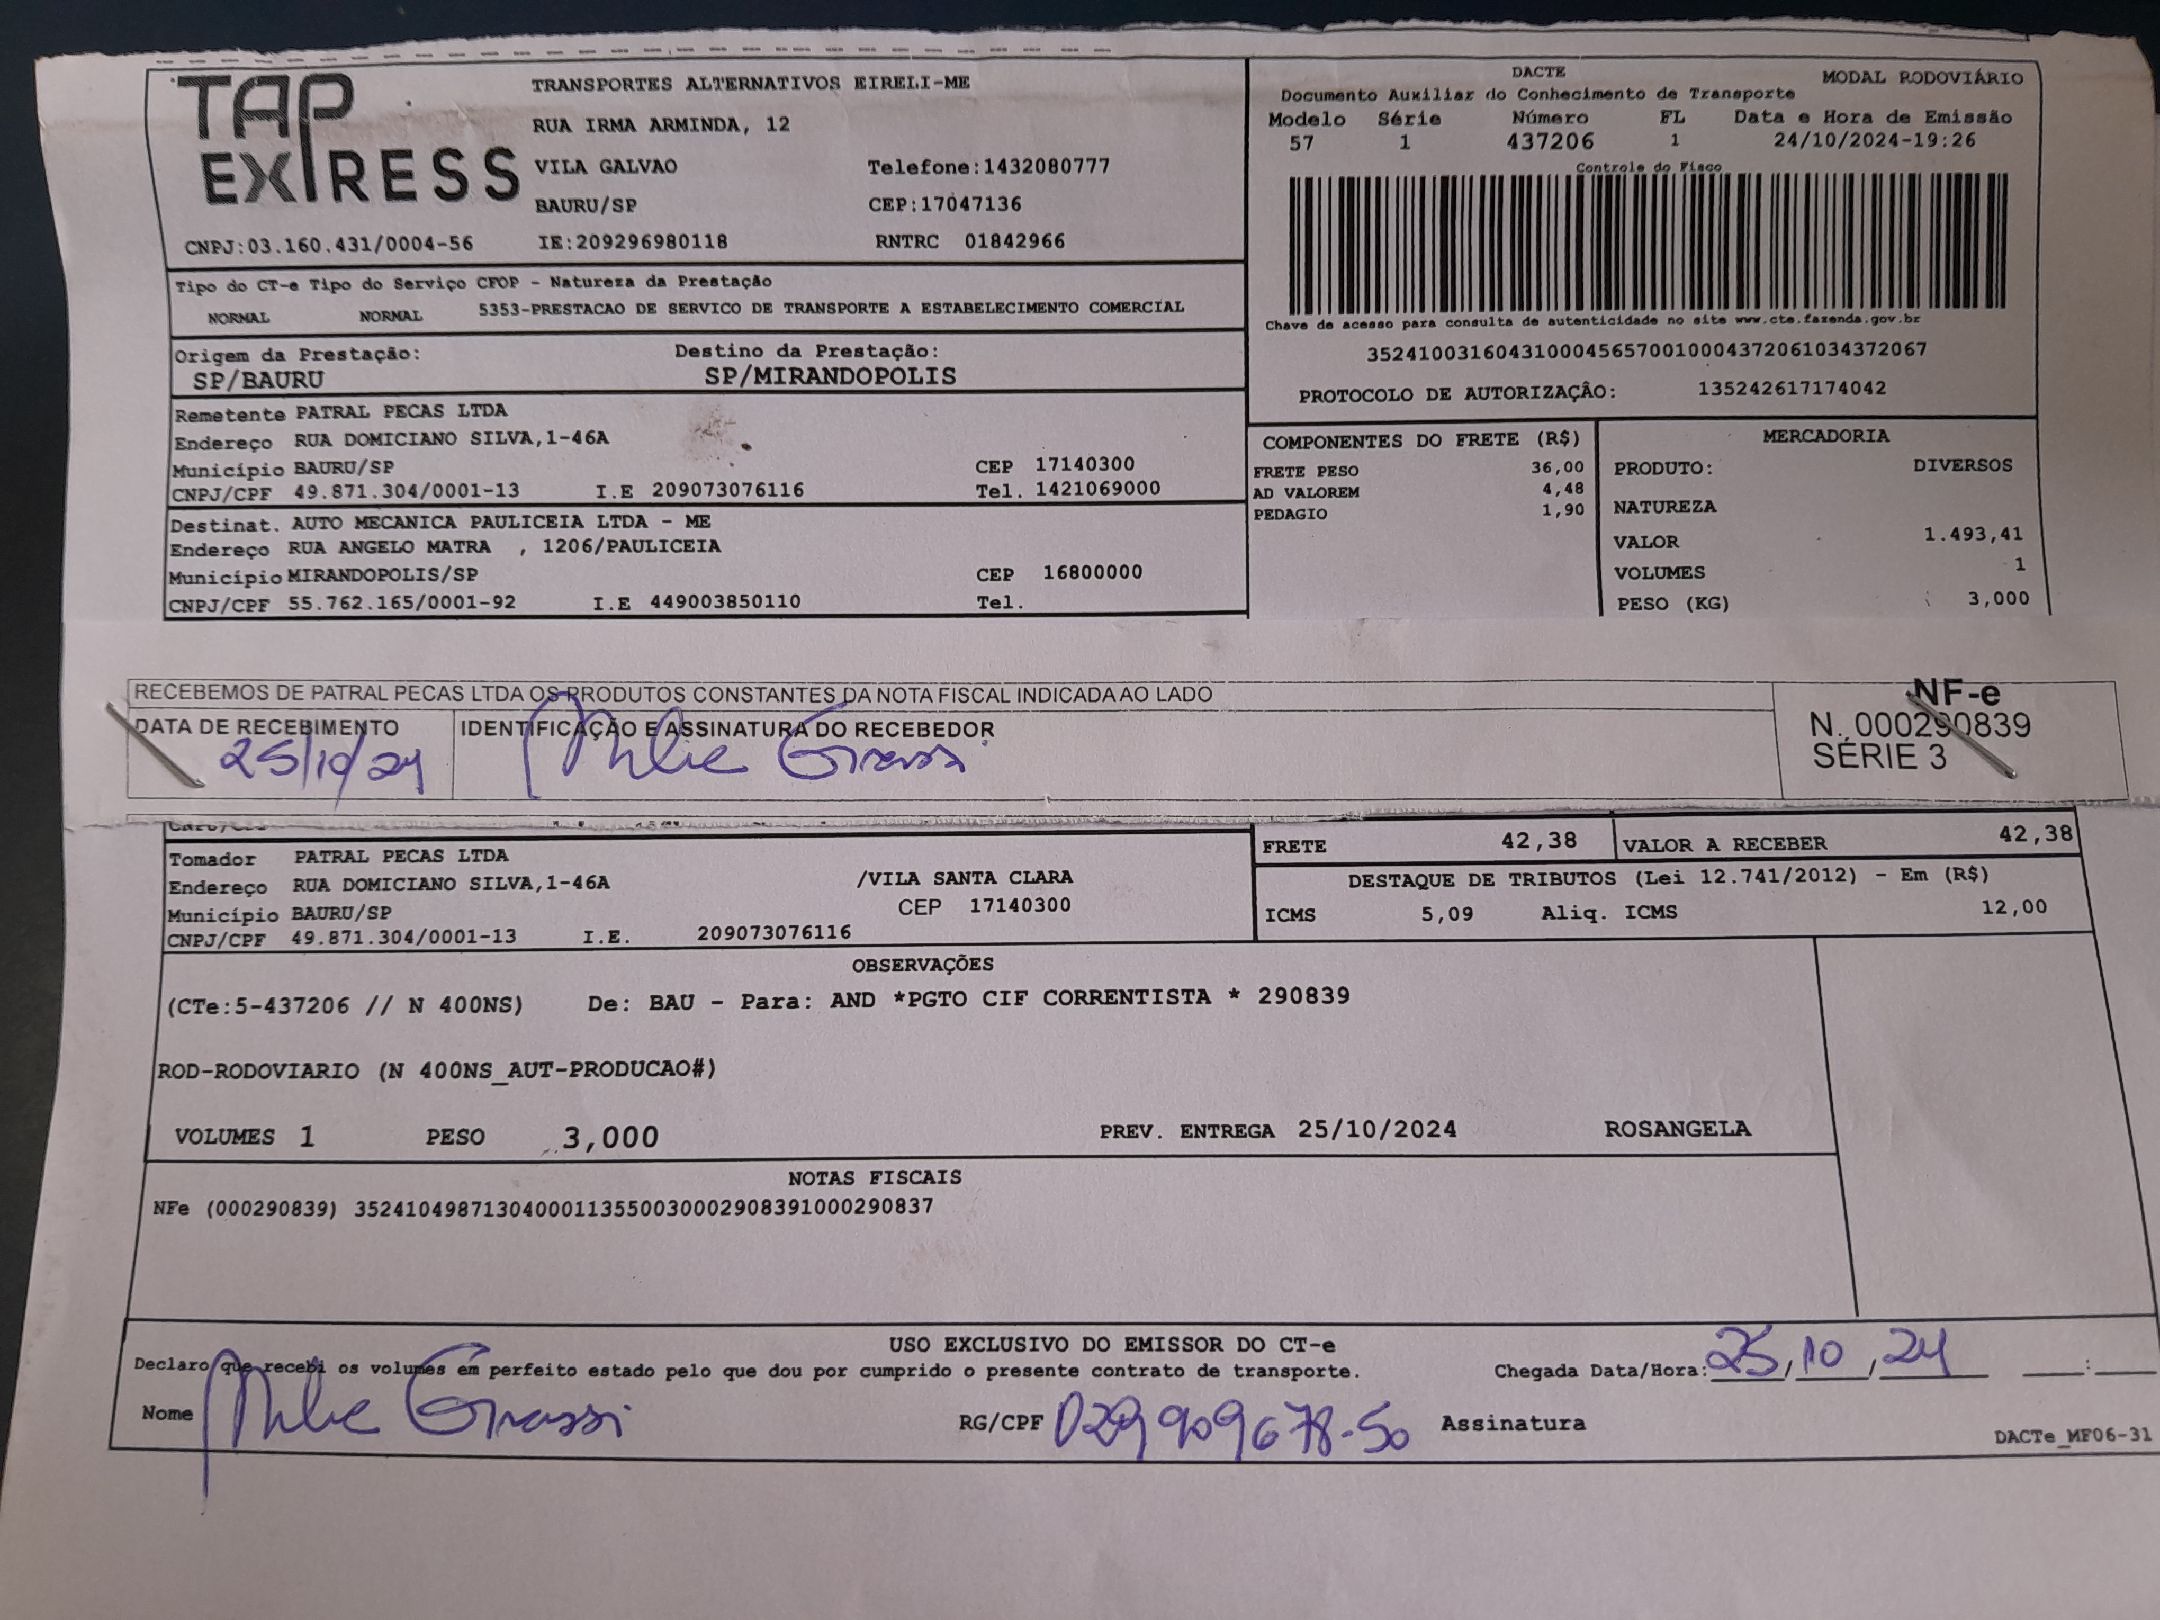 TAP EXPRESS
TRANSPORTES ALTERNATIVOS EIRELI-ME
RUA IRMA ARMINDA, 12
VILA GALVAO Telefone:1432080777
BAURU/SP CEP:17047136
CNPJ:03.160.431/0004-56 IE:209296980118 RNTRC 01842966
DACTE MODAL RODOVIÁRIO
Documento Auxiliar do Conhecimento de Transporte
Modelo Série Número FL Data e Hora de Emissão
57 1 437206 1 24/10/2024-19:26
Controle do Fisco
Chave de acesso para consulta de autenticidade no site www.cte.fazenda.gov.br
35241003160431000456570010004372061034372067
PROTOCOLO DE AUTORIZAÇÂO: 135242617174042
Tipo do CT-e Tipo do Serviço CFOP - Natureza da Prestação
NORMAL NORMAL 5353-PRESTACAO DE SERVICO DE TRANSPORTE A ESTABELECIMENTO COMERCIAL
Origem da Prestação: Destino da Prestação:
SP/BAURU SP/MIRANDOPOLIS
Remetente PATRAL PECAS LTDA
Endereço RUA DOMICIANO SILVA,1-46A
Município BAURU/SP CEP 17140300
CNPJ/CPF 49.871.304/0001-13 I.E 209073076116 Tel. 1421069000
Destinat. AUTO MECANICA PAULICEIA LTDA - ME
Endereço RUA ANGELO MATRA , 1206/PAULICEIA
Município MIRANDOPOLIS/SP CEP 16800000
CNPJ/CPF 55.762.165/0001-92 I.E 449003850110 Tel.
COMPONENTES DO FRETE (R$)
FRETE PESO 36,00
AD VALOREM 4,48
PEDAGIO 1,90
MERCADORIA
PRODUTO: DIVERSOS
NATUREZA
VALOR 1.493,41
VOLUMES 1
PESO (KG) 3,000
RECEBEMOS DE PATRAL PECAS LTDA OS PRODUTOS CONSTANTES DA NOTA FISCAL INDICADA AO LADO
DATA DE RECEBIMENTO IDENTIFICAÇÃO E ASSINATURA DO RECEBEDOR
25/10/24
Grassi
NF-e
N. 000290839
SÉRIE 3
Tomador PATRAL PECAS LTDA
Endereço RUA DOMICIANO SILVA,1-46A /VILA SANTA CLARA
Município BAURU/SP CEP 17140300
CNPJ/CPF 49.871.304/0001-13 I.E. 209073076116
FRETE 42,38 VALOR A RECEBER 42,38
DESTAQUE DE TRIBUTOS (Lei 12.741/2012) - Em (R$)
ICMS 5,09 Aliq. ICMS 12,00
OBSERVAÇÕES
(CTe:5-437206 // N 400NS) De: BAU - Para: AND *PGTO CIF CORRENTISTA * 290839
ROD-RODOVIARIO (N 400NS_AUT-PRODUCAO#)
VOLUMES 1 PESO 3,000 PREV. ENTREGA 25/10/2024 ROSANGELA
NOTAS FISCAIS
NFe (000290839) 35241049871304000113550030002908391000290837
USO EXCLUSIVO DO EMISSOR DO CT-e
Declaro que recebi os volumes em perfeito estado pelo que dou por cumprido o presente contrato de transporte. Chegada Data/Hora: 25,10,24 :
Nome Grassi RG/CPF 029909678-50 Assinatura
DACTe_MF06-31